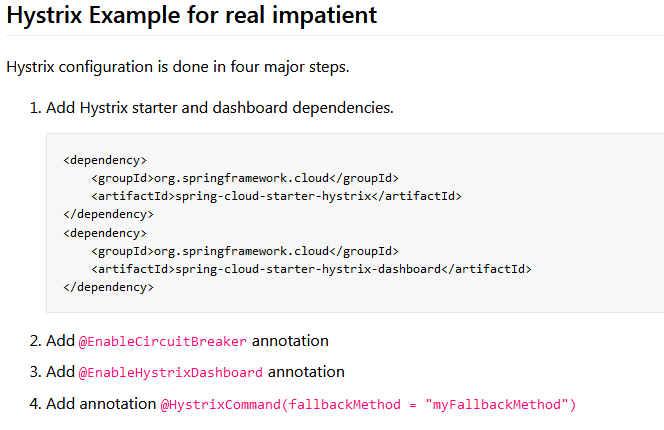 Hystrix Example for real impatient
Hystrix configuration is done in four major steps.
1. Add Hystrix starter and dashboard dependencies.
<dependency>
    <groupId>org.springframework.cloud</groupId>
    <artifactId>spring-cloud-starter-hystrix</artifactId>
</dependency>
<dependency>
    <groupId>org.springframework.cloud</groupId>
    <artifactId>spring-cloud-starter-hystrix-dashboard</artifactId>
</dependency>
2. Add @EnableCircuitBreaker annotation
3. Add @EnableHystrixDashboard annotation
4. Add annotation @HystrixCommand(fallbackMethod = "myFallbackMethod")